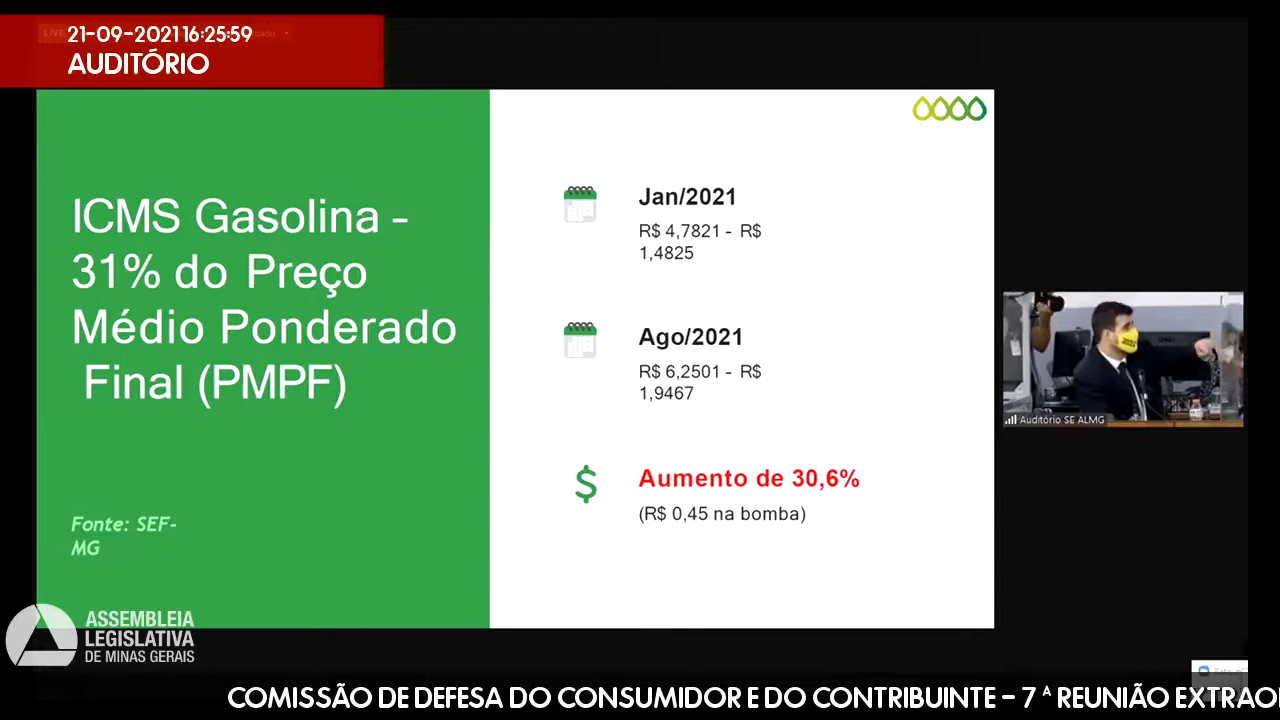 LIVE
21-09-2021 16:25:59
AUDITÓRIO
ICMS Gasolina -
31% do Preço
Médio Ponderado
Final (PMPF)
Fonte: SEF-
MG
Jan/2021
R$ 4,7821 - R$
1,4825
Ago/2021
R$ 6,2501 - R$
1,9467
Aumento de 30,6%
(R$ 0,45 na bomba)
Auditório SE ALMG
ASSEMBLEIA
LEGISLATIVA
DE MINAS GERAIS
COMISSÃO DE DEFESA DO CONSUMIDOR E DO CONTRIBUINTE - 7 ª REUNIÃO EXTRAO